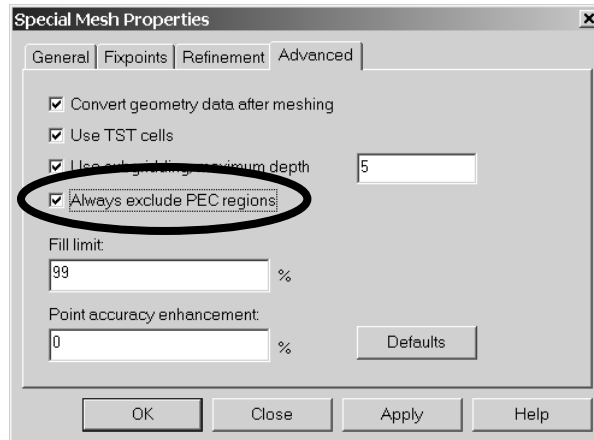 Special Mesh Properties
General Fixpoints Refinement Advanced
Convert geometry data after meshing
Use TST cells
Use subgridding, maximum depth 5
Always exclude PEC regions
Fill limit:
99 %
Point accuracy enhancement:
0 %
Defaults
OK Close Apply Help